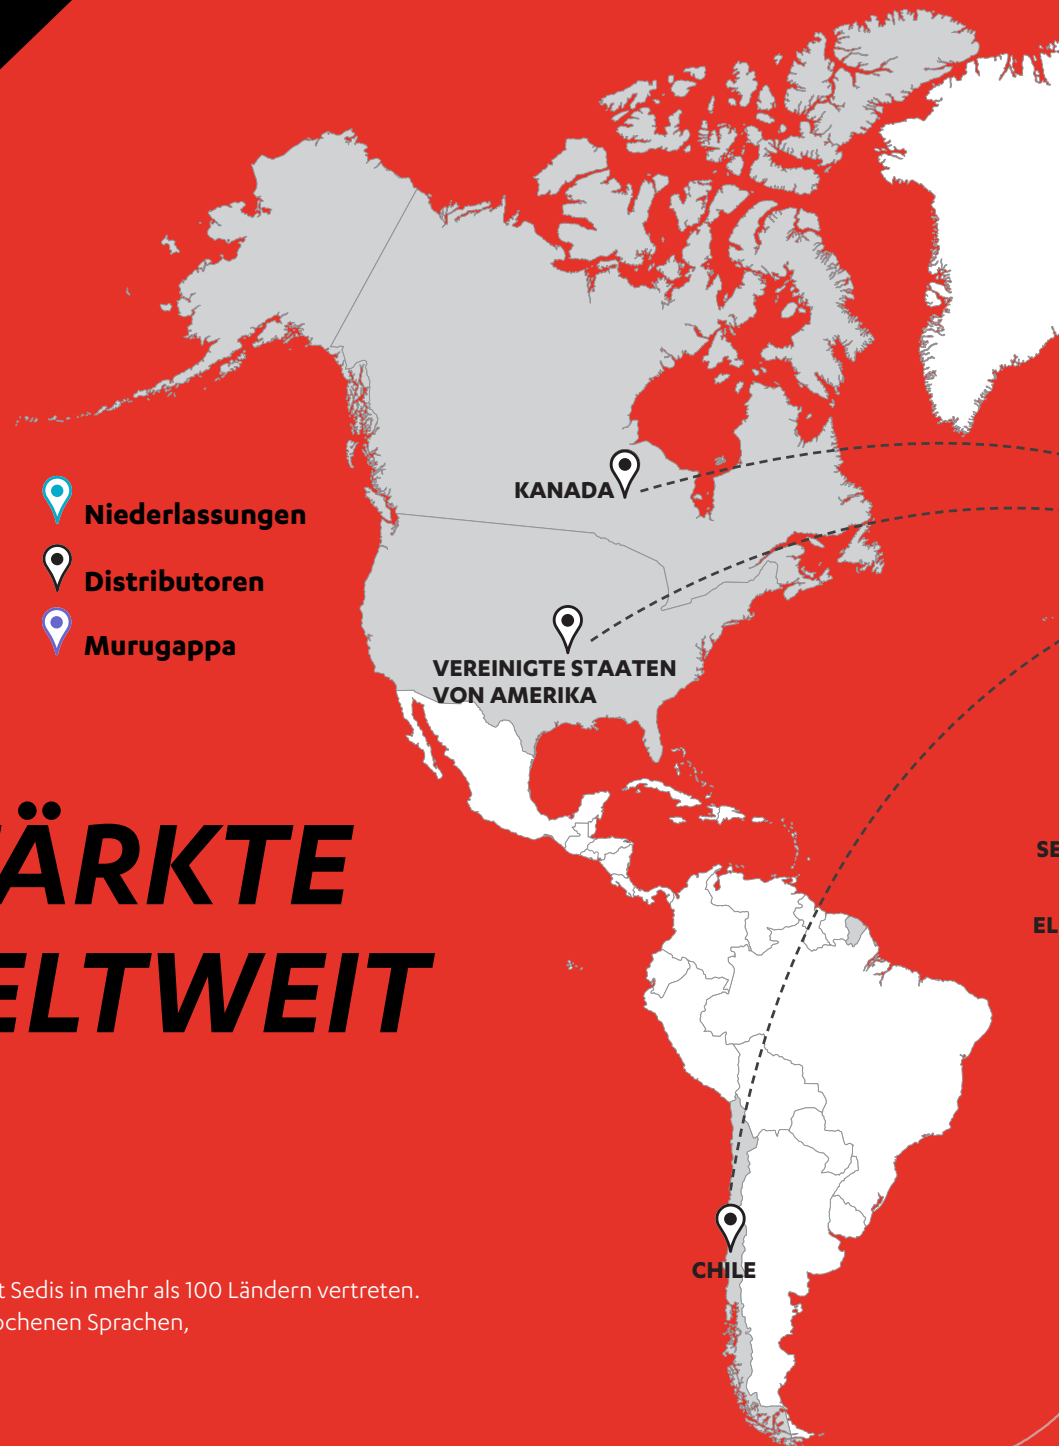 KANADA
Niederlassungen
Distributoren
Murugappa
VEREINIGTE STAATEN
VON AMERIKA
ÄRKTE
ELTWEIT
SE
EL
CHILE
t Sedis in mehr als 100 Ländern vertreten.
ochenen Sprachen,